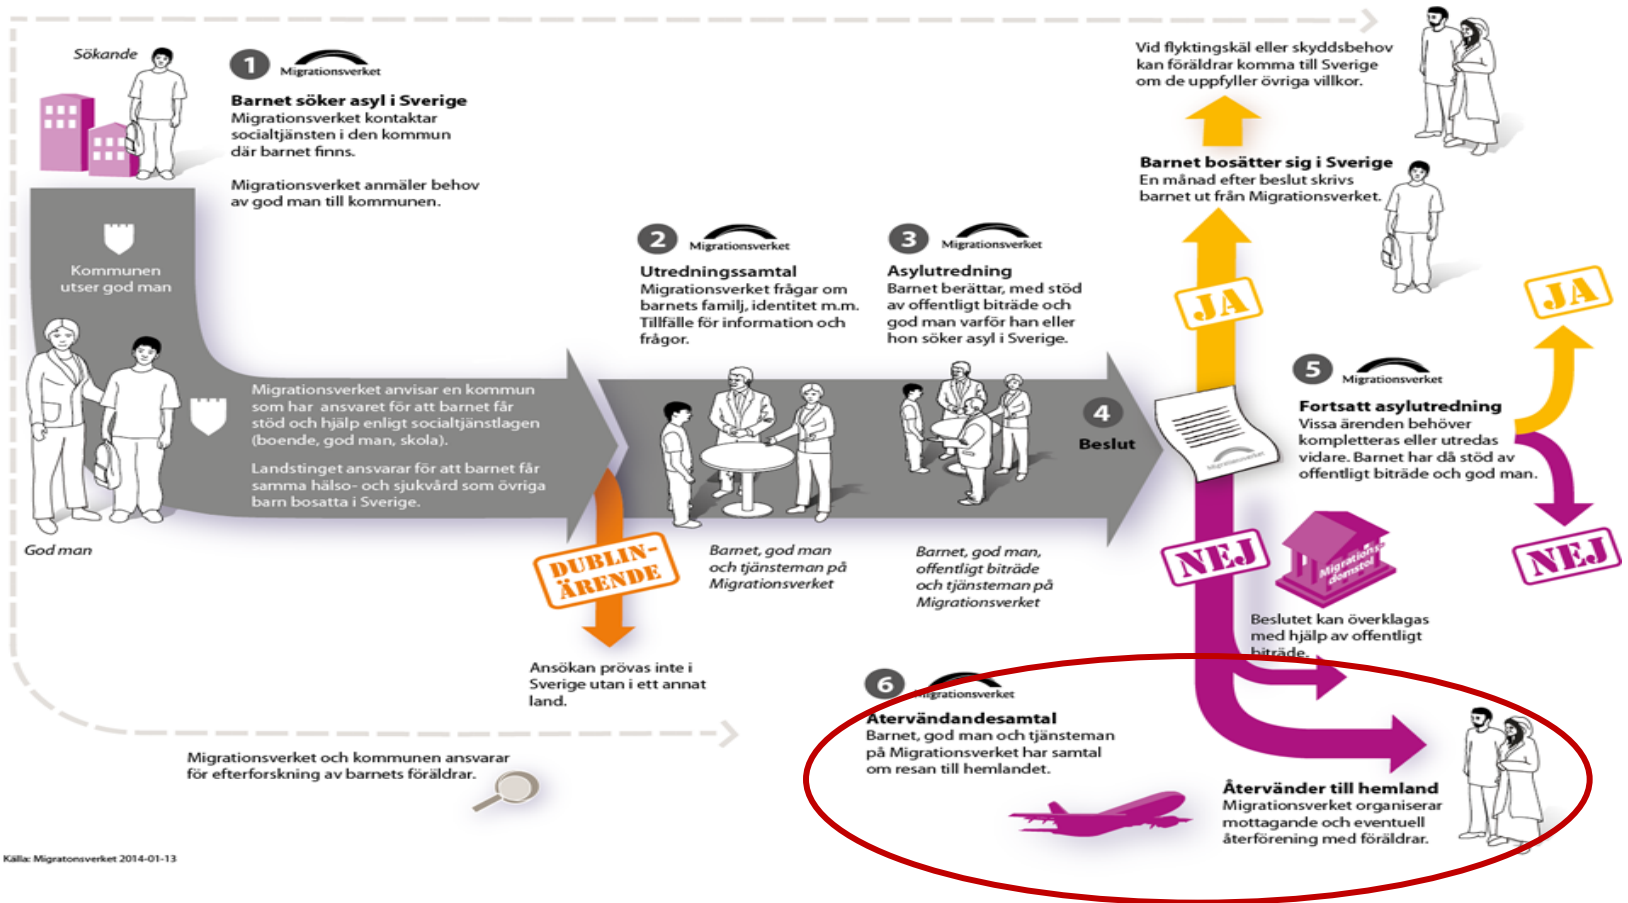 Sökande
1
Migrationsverket
Barnet söker asyl i Sverige
Migrationsverket kontaktar
socialtjänsten i den kommun
där barnet finns.
Migrationsverket anmäler behov
av god man till kommunen.
Kommunen
utser god man
God man
Migrationsverket anvisar en kommun
som har ansvaret för att barnet får
stöd och hjälp enligt socialtjänstlagen
(boende, god man, skola).
Landstinget ansvarar för att barnet får
samma hälso- och sjukvård som övriga
barn bosatta i Sverige.
DUBLIN-
ÄRENDE
Ansökan prövas inte i
Sverige utan i ett annat
land.
2
Migrationsverket
Utredningssamtal
Migrationsverket frågar om
barnets familj, identitet m.m.
Tillfälle för information och
frågor.
Barnet, god man
och tjänsteman på
Migrationsverket
3
Migrationsverket
Asylutredning
Barnet berättar, med stöd
av offentligt biträde och
god man varför han eller
hon söker asyl i Sverige.
Barnet, god man,
offentligt biträde
och tjänsteman på
Migrationsverket
4
Beslut
Migrationsverket
JA
Barnet bosätter sig i Sverige
En månad efter beslut skrivs
barnet ut från Migrationsverket.
Vid flyktingskäl eller skyddsbehov
kan föräldrar komma till Sverige
om de uppfyller övriga villkor.
5
Migrationsverket
Fortsatt asylutredning
Vissa ärenden behöver
kompletteras eller utredas
vidare. Barnet har då stöd av
offentligt biträde och god man.
JA
NEJ
NEJ
Migrations-
domstol
Beslutet kan överklagas
med hjälp av offentligt
biträde.
6
Migrationsverket
Återvändandesamtal
Barnet, god man och tjänsteman
på Migrationsverket har samtal
om resan till hemlandet.
Återvänder till hemland
Migrationsverket organiserar
mottagande och eventuell
återförening med föräldrar.
Migrationsverket och kommunen ansvarar
för efterforskning av barnets föräldrar.
Källa: Migratonsverket 2014-01-13